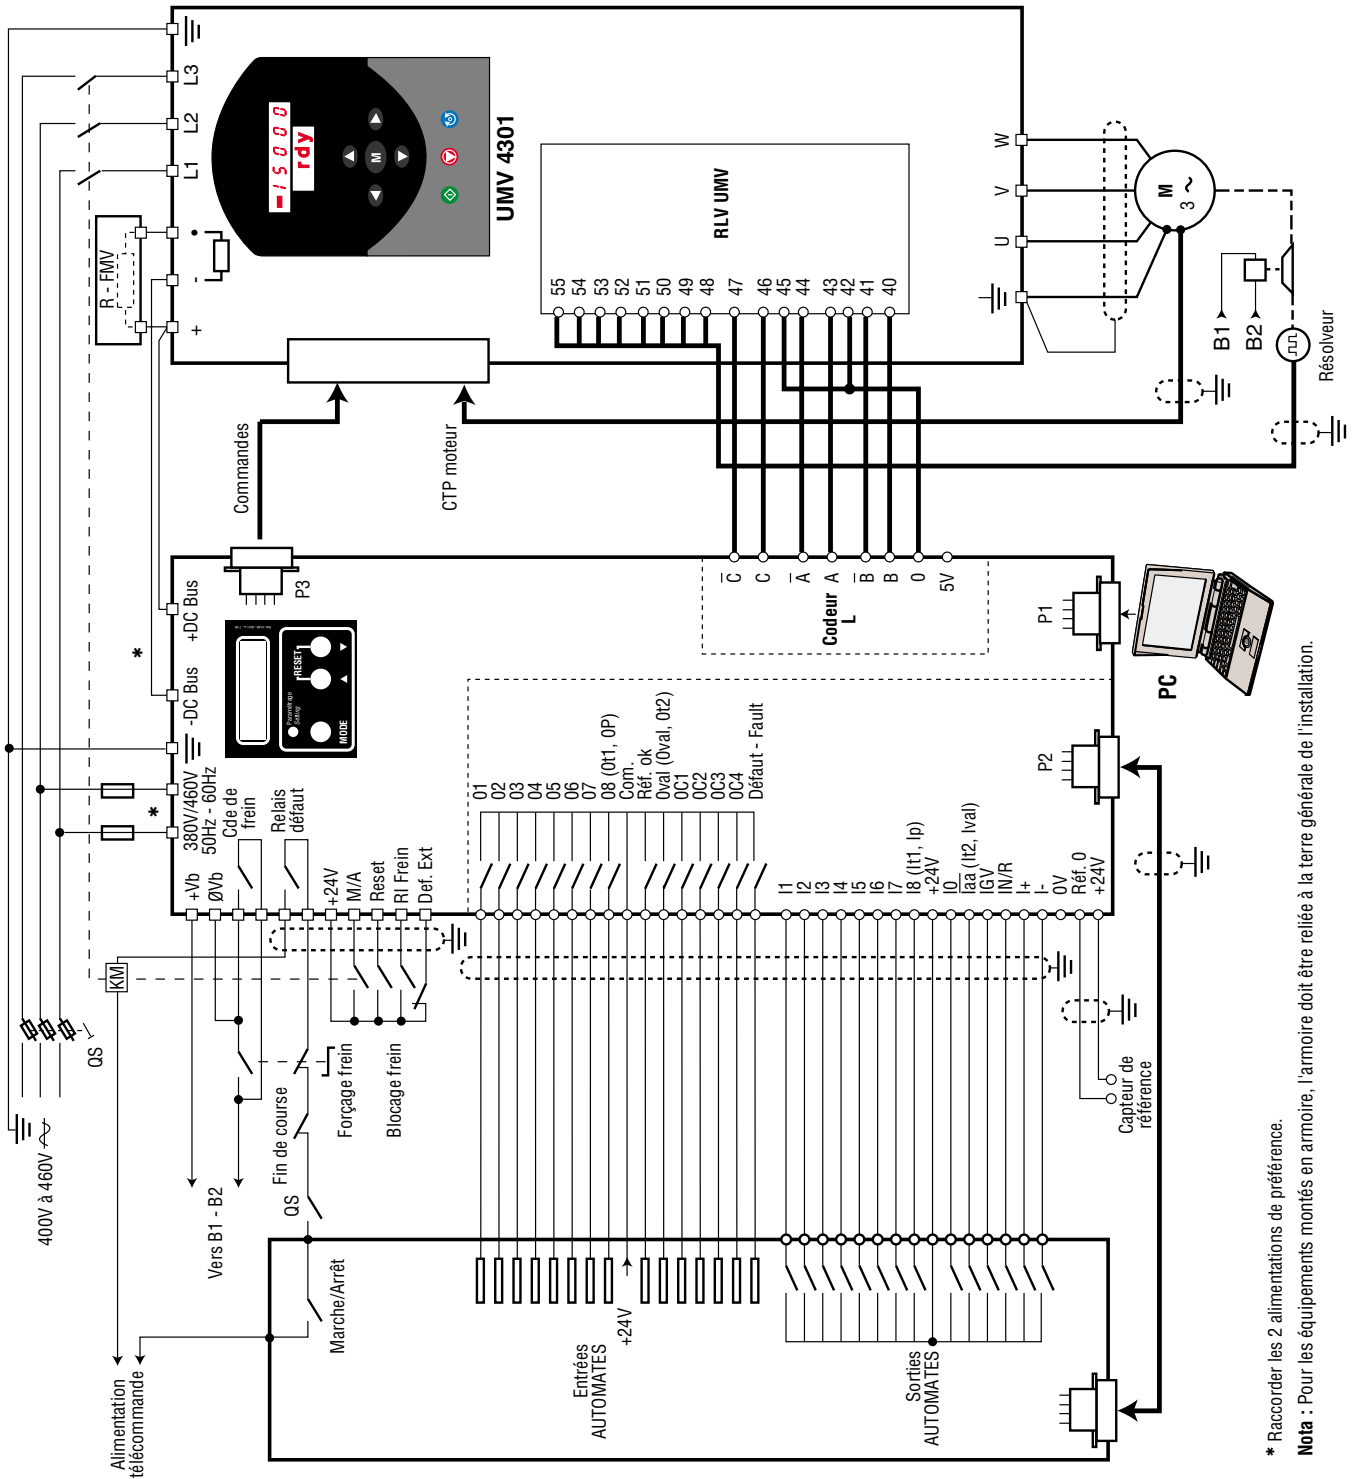 400V à 460V
QS
KM
Alimentation
télécommande
Marche/Arrêt
QS
Fin de course
Vers B1 - B2
Forçage frein
Blocage frein
L3
L2
L1
R - FMV
+
-
•
-15000
rdy
M
UMV 4301
RLV UMV
55
54
53
52
51
50
49
48
47
46
45
44
43
42
41
40
W
V
U
M
3 ~
B1
B2
Résolveur
Commandes
CTP moteur
*
*
+DC Bus
-DC Bus
380V/460V
50Hz - 60Hz
P3
Paramétrage
Setting
RESET
MODE
+Vb
ØVb
Cde de
frein
Relais
défaut
+24V
M/A
Reset
RI Frein
Def. Ext
C̅
C
A̅
A
B̅
B
0
5V
Codeur
L
P1
P2
PC
01
02
03
04
05
06
07
08 (0t1, 0P)
Com.
Réf. ok
0val (0val, 0t2)
0C1
0C2
0C3
0C4
Défaut - Fault
I1
I2
I3
I4
I5
I6
I7
I8 (It1, Ip)
+24V
I0
I̅a̅a̅ (It2, Ival)
IGV
IN/R
I+
I-
0V
Réf. 0
+24V
Capteur de
référence
Entrées
AUTOMATES
+24V
Sorties
AUTOMATES
* Raccorder les 2 alimentations de préférence.
Nota : Pour les équipements montés en armoire, l'armoire doit être reliée à la terre générale de l'installation.